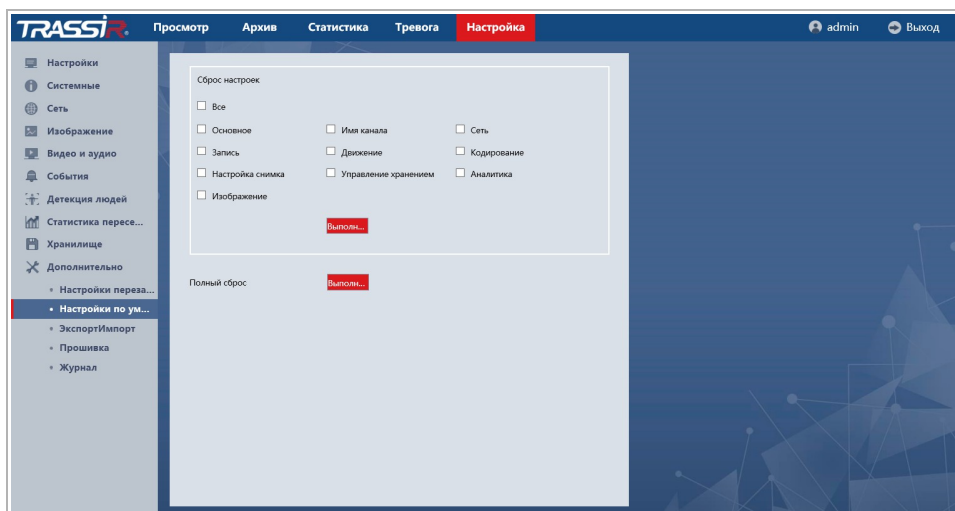 TRASSIR
Просмотр Архив Статистика Тревога Настройка admin Выход
Настройки
Системные
Сеть
Изображение
Видео и аудио
События
Детекция людей
Статистика пересе...
Хранилище
Дополнительно
Настройки переза...
Настройки по ум...
ЭкспортИмпорт
Прошивка
Журнал
Сброс настроек
Все
Основное Имя канала Сеть
Запись Движение Кодирование
Настройка снимка Управление хранением Аналитика
Изображение
Выполн...
Полный сброс Выполн...